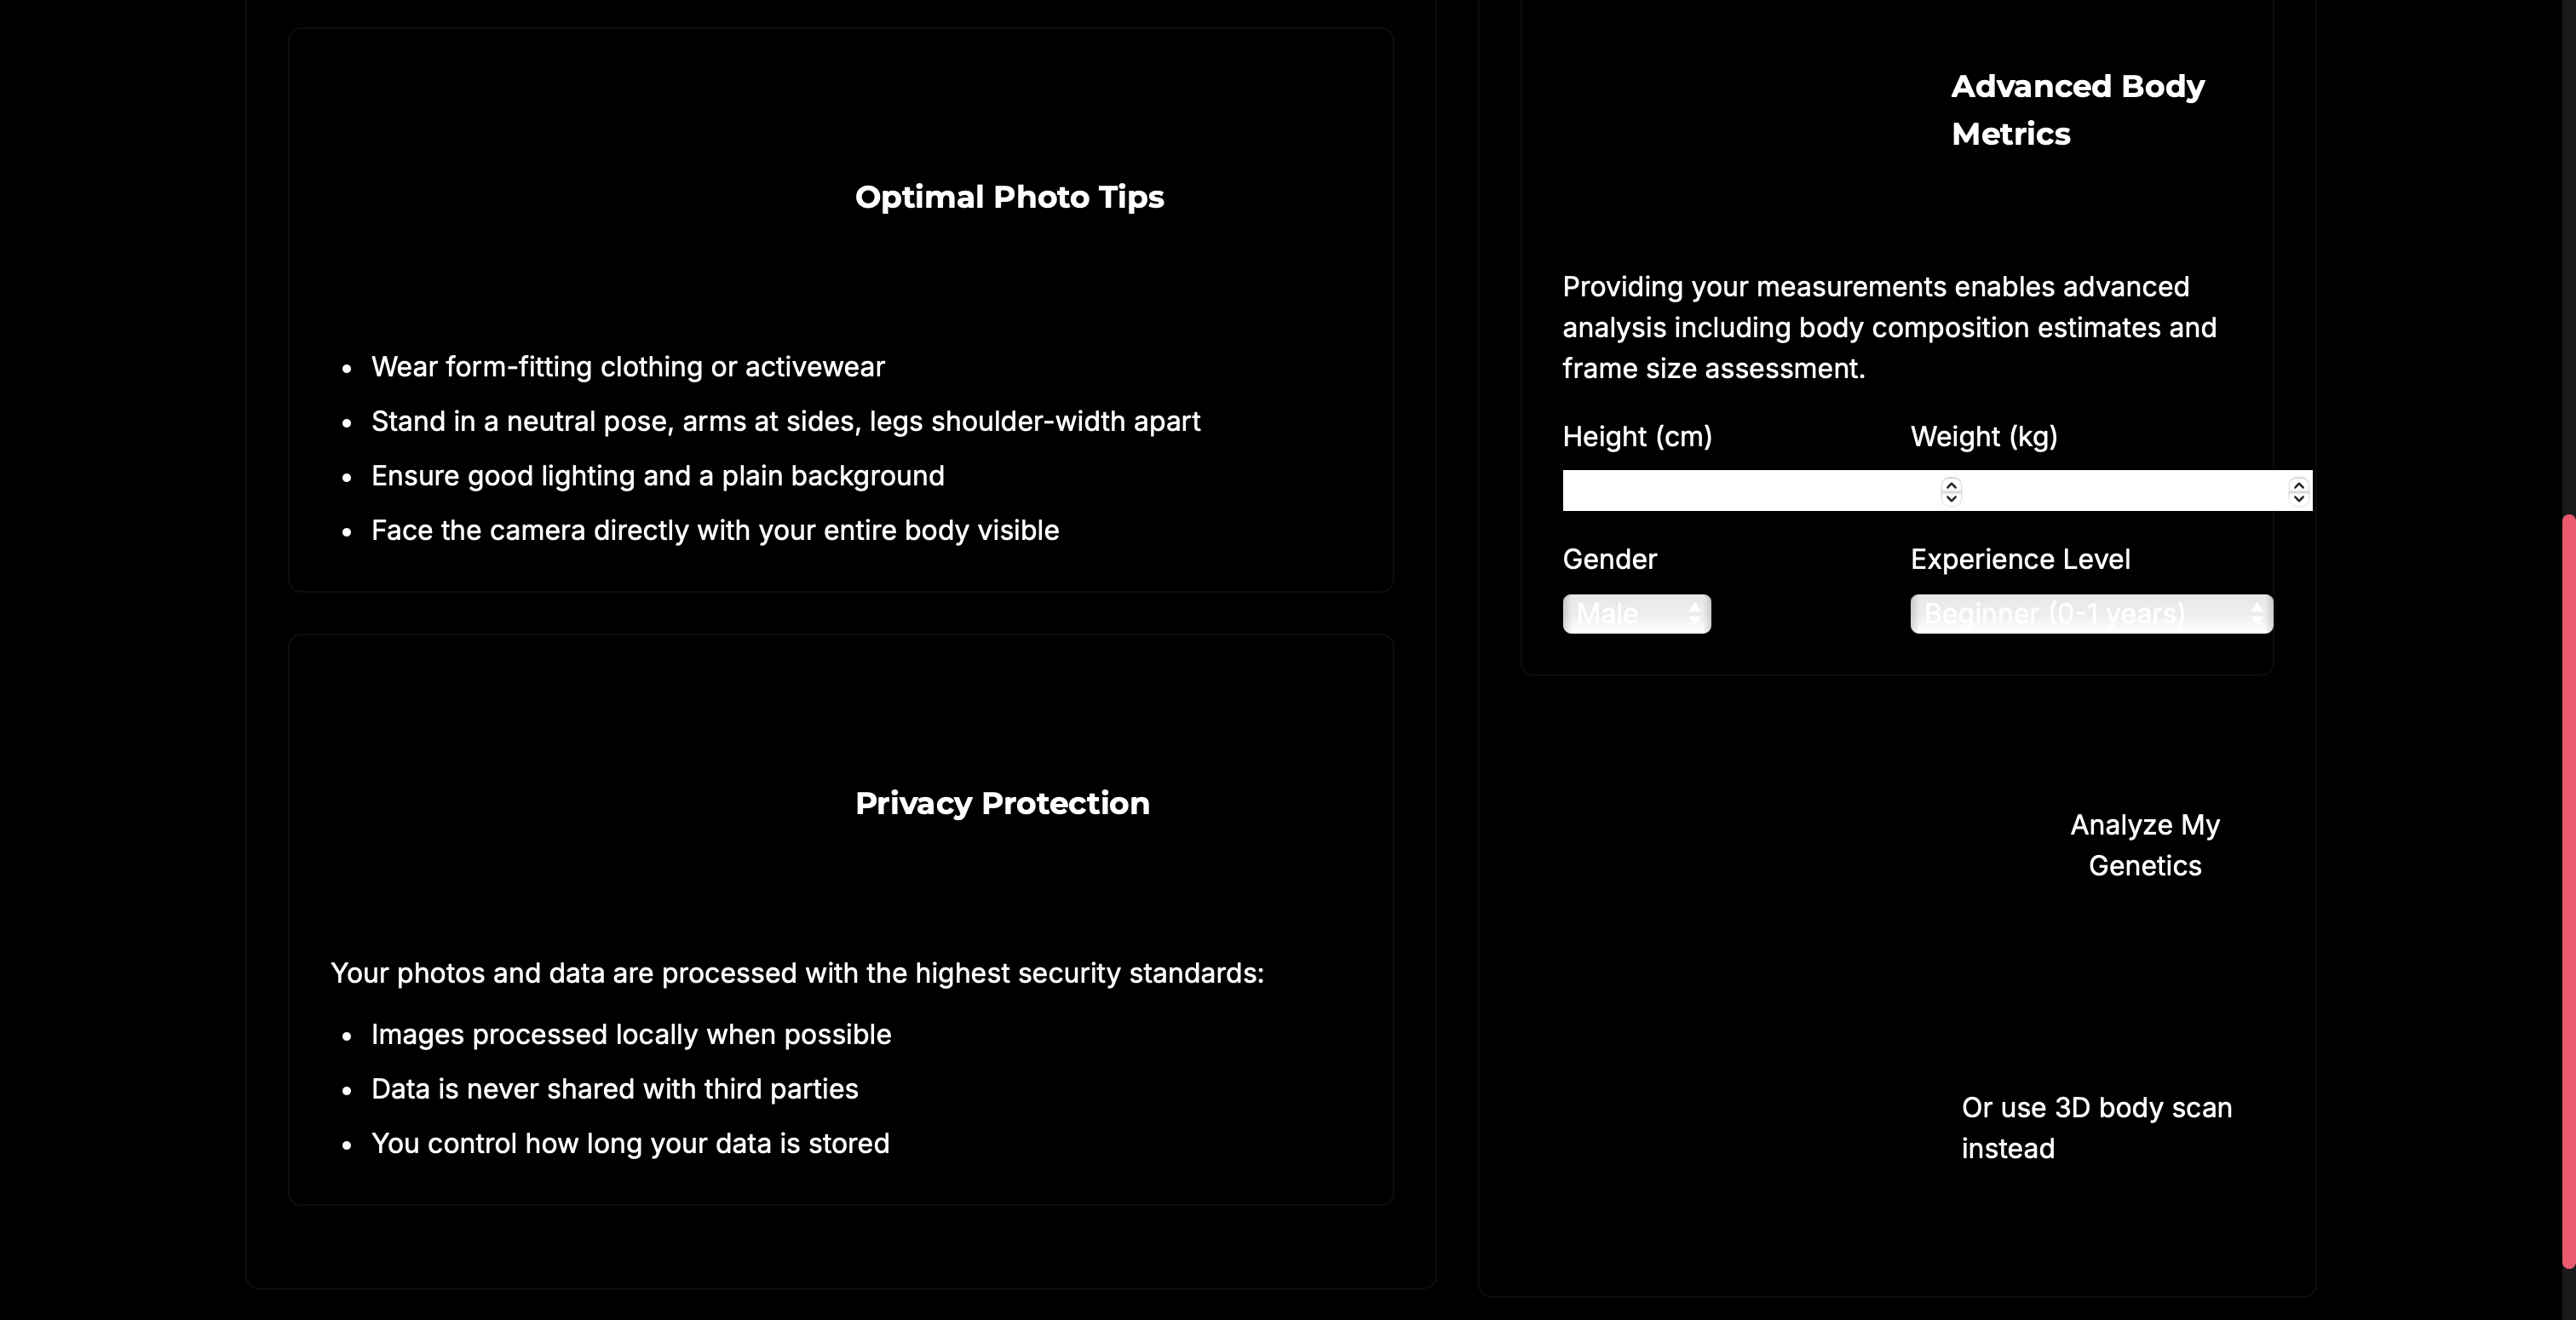 Optimal Photo Tips
• Wear form-fitting clothing or activewear
• Stand in a neutral pose, arms at sides, legs shoulder-width apart
• Ensure good lighting and a plain background
• Face the camera directly with your entire body visible
Privacy Protection
Your photos and data are processed with the highest security standards:
• Images processed locally when possible
• Data is never shared with third parties
• You control how long your data is stored
Advanced Body
Metrics
Providing your measurements enables advanced
analysis including body composition estimates and
frame size assessment.
Height (cm) Weight (kg)
Gender Experience Level
Male Beginner (0-1 years)
Analyze My
Genetics
Or use 3D body scan
instead